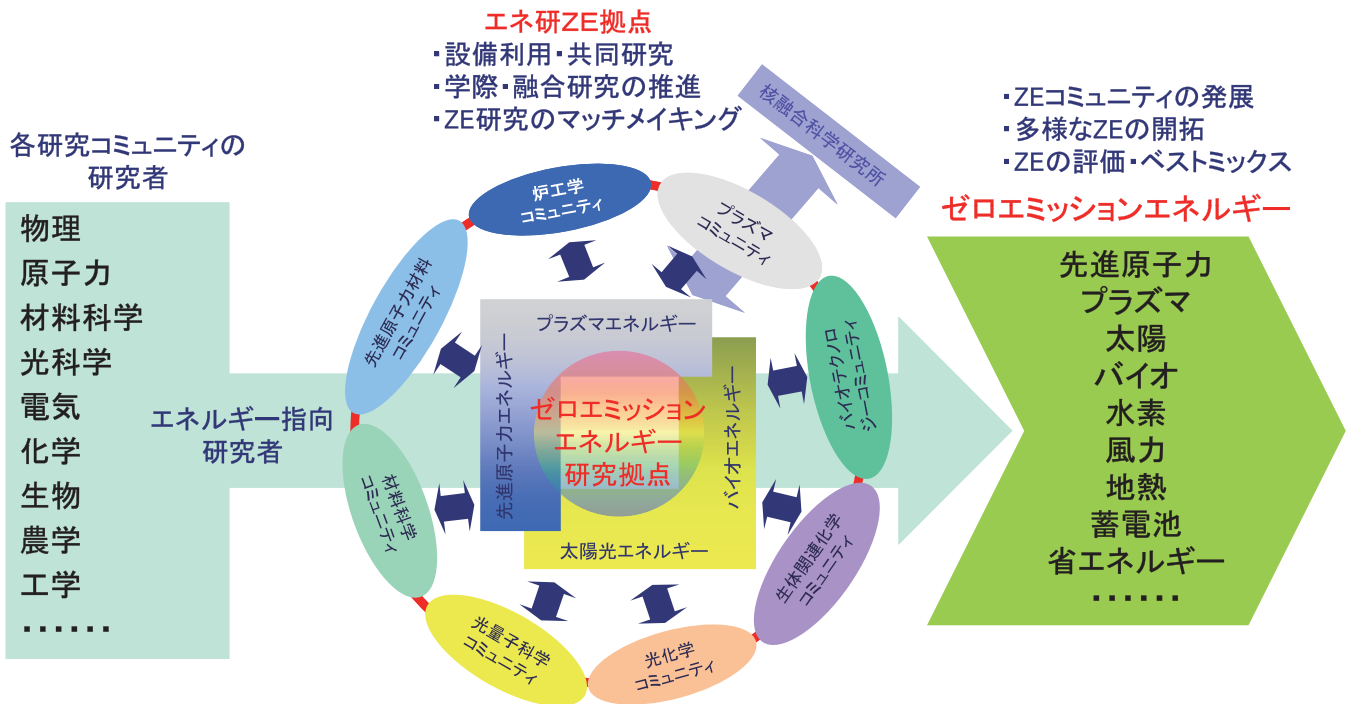 エネ研ZE拠点
・設備利用・共同研究
・学際・融合研究の推進
・ZE研究のマッチメイキング
核融合科学研究所
・ZEコミュニティの発展
・多様なZEの開拓
・ZEの評価・ベストミックス
ゼロエミッションエネルギー
各研究コミュニティの
研究者
物理
原子力
材料科学
光科学
電気
化学
生物
農学
工学
・・・・・・
エネルギー指向
研究者
炉工学
コミュニティ
プラズマ
コミュニティ
先進原子力材料
コミュニティ
バイオテクノロ
ジーコミュニティ
材料科学
コミュニティ
生体関連化学
コミュニティ
光量子科学
コミュニティ
光化学
コミュニティ
プラズマエネルギー
先進原子力エネルギー
バイオエネルギー
太陽光エネルギー
ゼロエミッション
エネルギー
研究拠点
先進原子力
プラズマ
太陽
バイオ
水素
風力
地熱
蓄電池
省エネルギー
・・・・・・